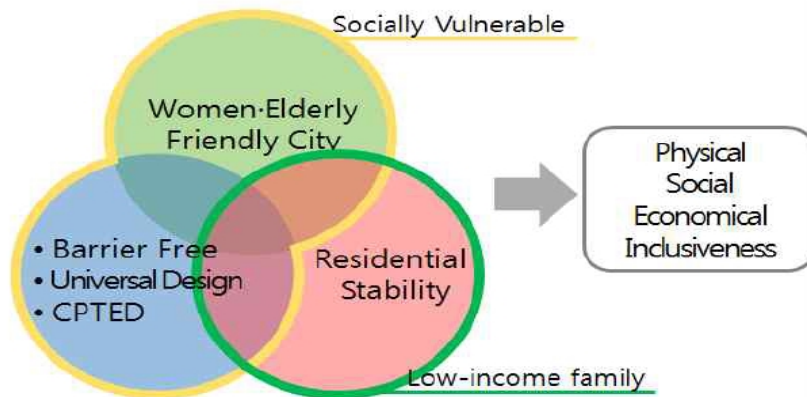 Socially Vulnerable
Women·Elderly
Friendly City
• Barrier Free
• Universal Design
• CPTED
Residential
Stability
Low-income family
Physical
Social
Economical
Inclusiveness